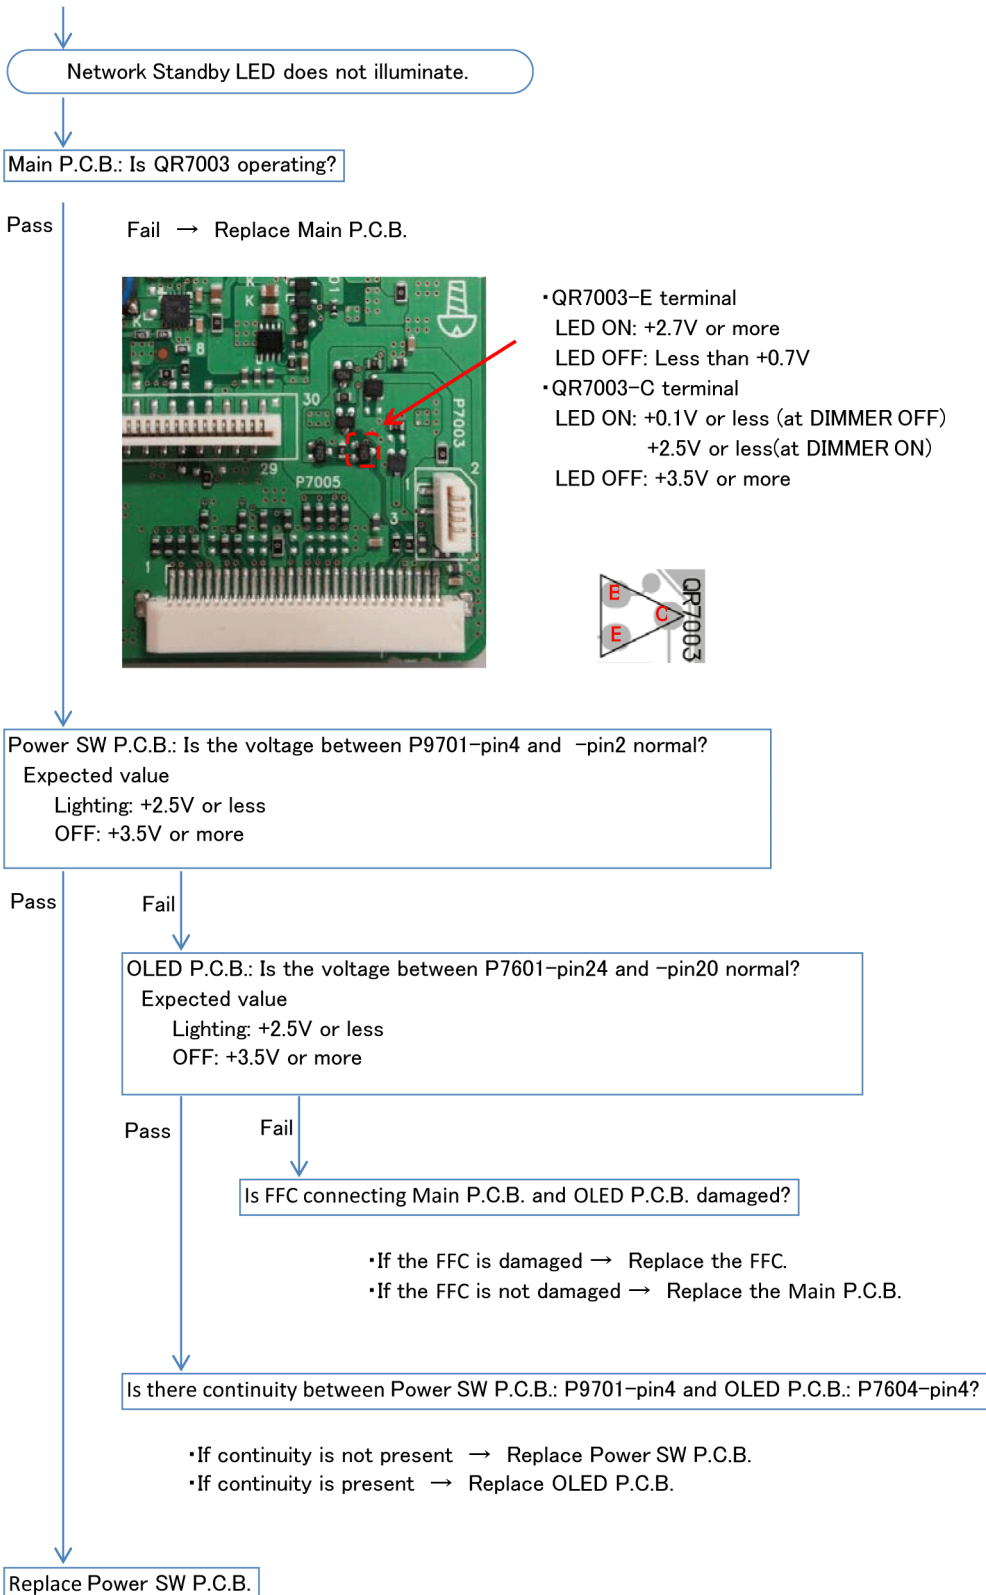 Network Standby LED does not illuminate.
Main P.C.B.: Is QR7003 operating?
Pass
Fail → Replace Main P.C.B.
K
K
K
8
30
29
P7003
P7005
2
1
3
1
・QR7003-E terminal
LED ON: +2.7V or more
LED OFF: Less than +0.7V
・QR7003-C terminal
LED ON: +0.1V or less (at DIMMER OFF)
+2.5V or less(at DIMMER ON)
LED OFF: +3.5V or more
B
C
E
QR7003
Power SW P.C.B.: Is the voltage between P9701-pin4 and -pin2 normal?
Expected value
Lighting: +2.5V or less
OFF: +3.5V or more
Pass
Fail
OLED P.C.B.: Is the voltage between P7601-pin24 and -pin20 normal?
Expected value
Lighting: +2.5V or less
OFF: +3.5V or more
Pass
Fail
Is FFC connecting Main P.C.B. and OLED P.C.B. damaged?
・If the FFC is damaged → Replace the FFC.
・If the FFC is not damaged → Replace the Main P.C.B.
Is there continuity between Power SW P.C.B.: P9701-pin4 and OLED P.C.B.: P7604-pin4?
・If continuity is not present → Replace Power SW P.C.B.
・If continuity is present → Replace OLED P.C.B.
Replace Power SW P.C.B.